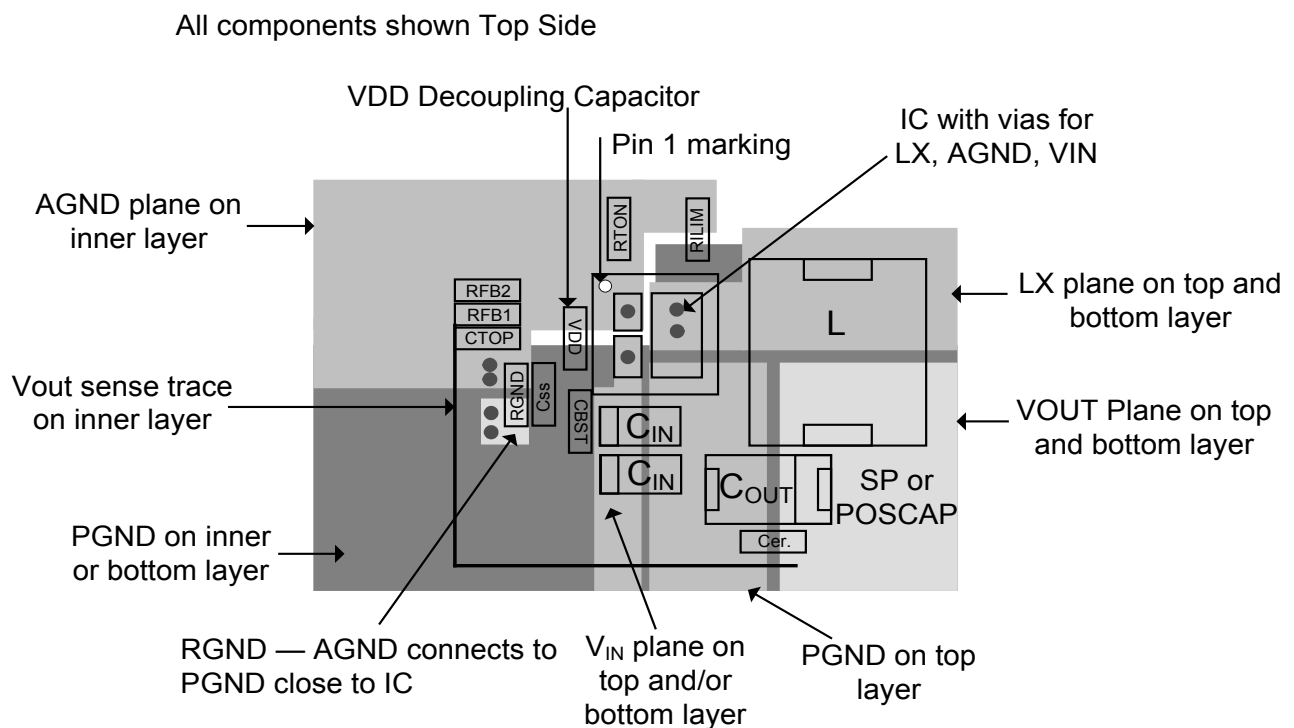 All components shown Top Side
VDD Decoupling Capacitor
Pin 1 marking
IC with vias for
LX, AGND, VIN
AGND plane on
inner layer
RTON
RILIM
RFB2
RFB1
CTOP
VDD
L
LX plane on top and
bottom layer
Vout sense trace
on inner layer
RGND
Css
CBST
CIN
CIN
VOUT Plane on top
and bottom layer
COUT
SP or
POSCAP
Cer.
PGND on inner
or bottom layer
RGND — AGND connects to
PGND close to IC
VIN plane on
top and/or
bottom layer
PGND on top
layer